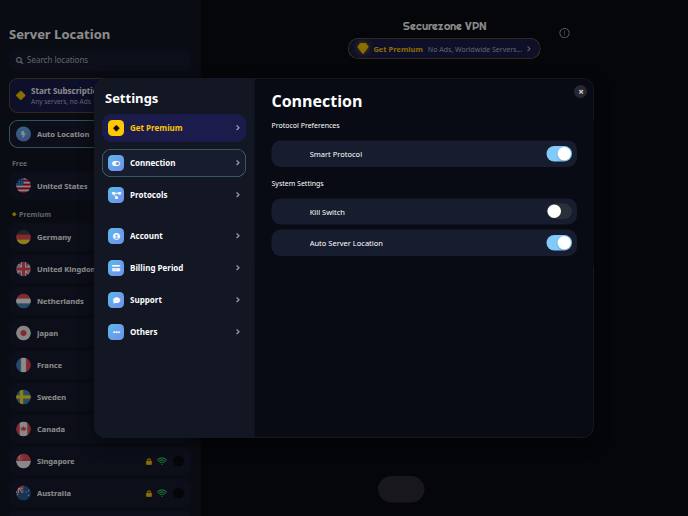 Server Location
Search locations
Start Subscriptio
Any servers, no Ads
Auto Location
Free
United States
Premium
Germany
United Kingdon
Netherlands
Japan
France
Sweden
Canada
Singapore
Australia
Securezone VPN
Get Premium No Ads, Worldwide Servers...
Settings
Get Premium
Connection
Protocols
Account
Billing Period
Support
Others
Connection
Protocol Preferences
Smart Protocol
System Settings
Kill Switch
Auto Server Location